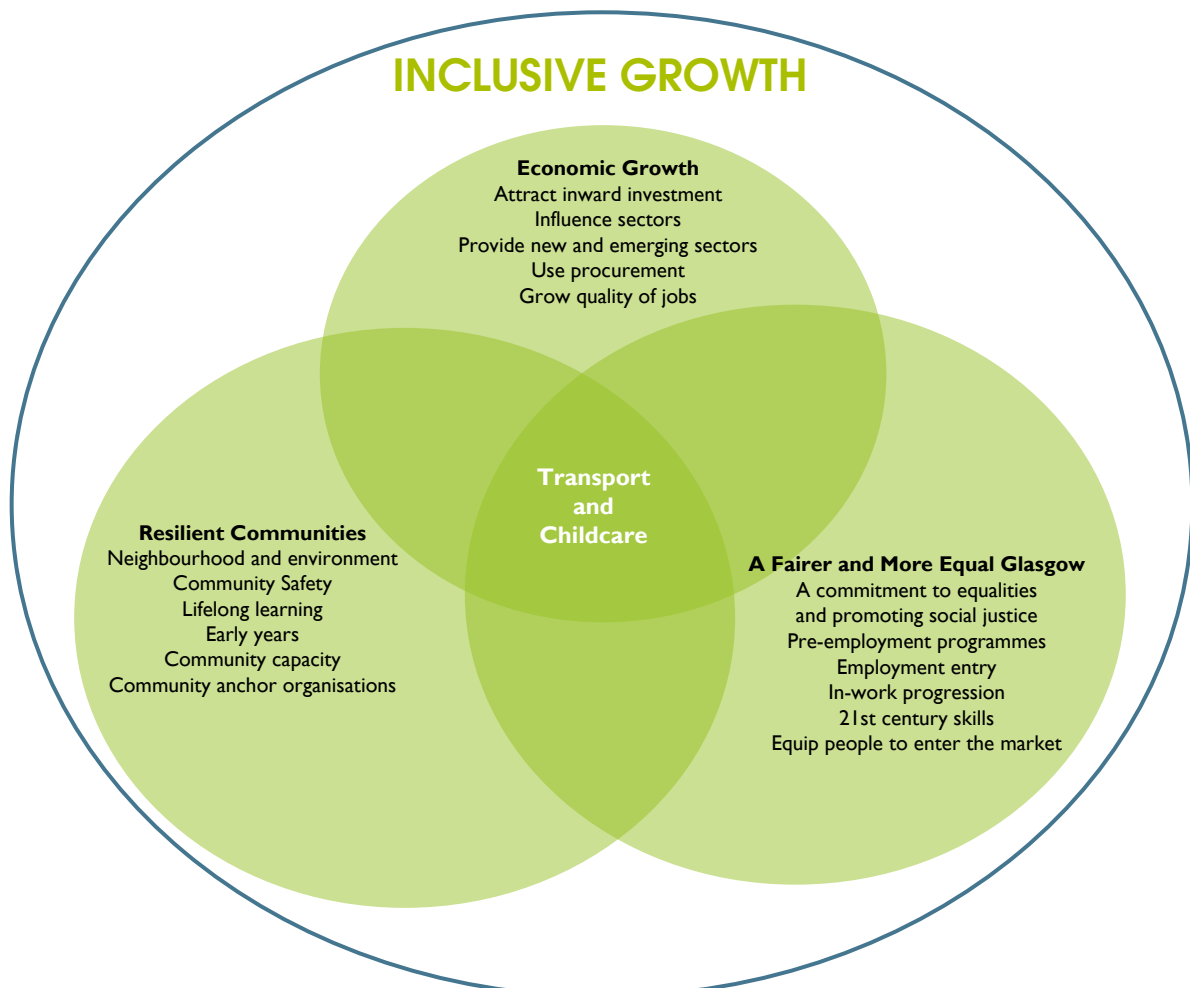 INCLUSIVE GROWTH
Economic Growth
Attract inward investment
Influence sectors
Provide new and emerging sectors
Use procurement
Grow quality of jobs
Transport
and
Childcare
Resilient Communities
Neighbourhood and environment
Community Safety
Lifelong learning
Early years
Community capacity
Community anchor organisations
A Fairer and More Equal Glasgow
A commitment to equalities
and promoting social justice
Pre-employment programmes
Employment entry
In-work progression
21st century skills
Equip people to enter the market